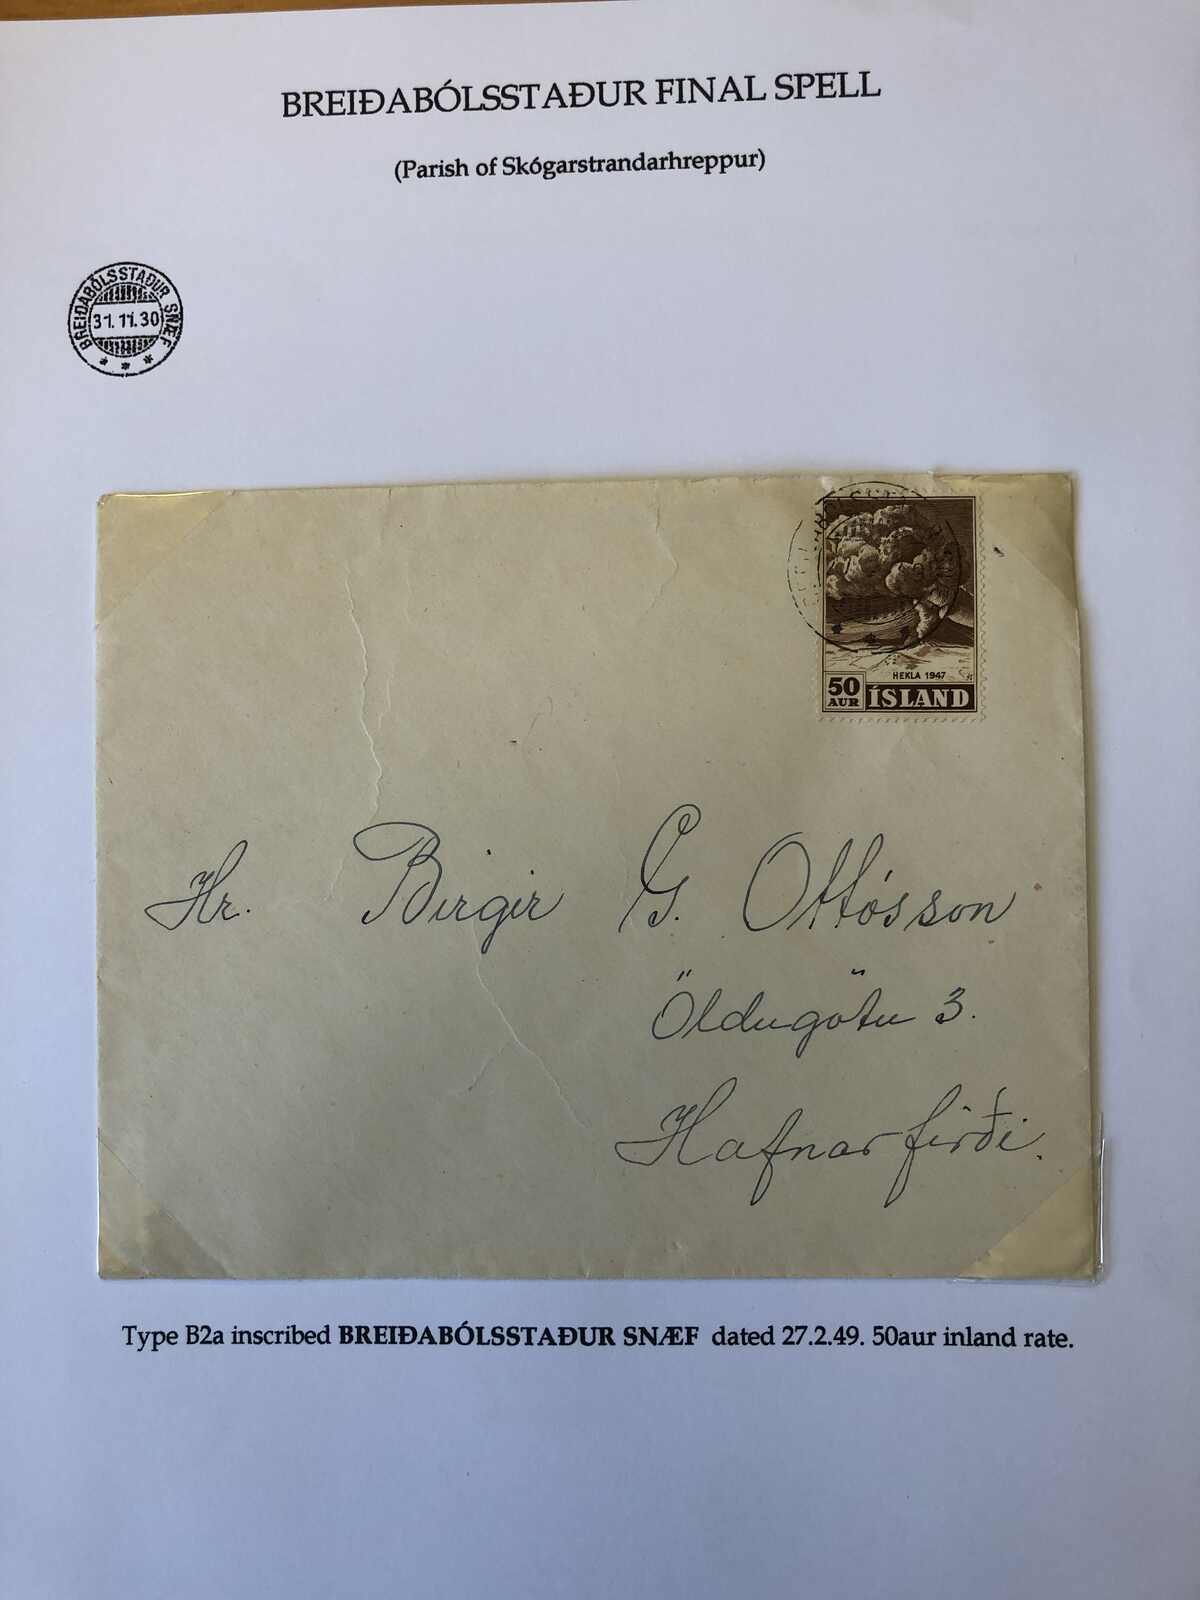 BREIÐABÓLSSTAÐUR FINAL SPELL
(Parish of Skógarstrandarhreppur)
BREIÐABÓLSSTAÐUR SNÆF
31.11.30
HEKLA 1947
50 AUR ÍSLAND
Hr. Birgir G. Ottósson
Öldugötu 3.
Hafnarfirði.
Type B2a inscribed BREIÐABÓLSSTAÐUR SNÆF dated 27.2.49. 50aur inland rate.